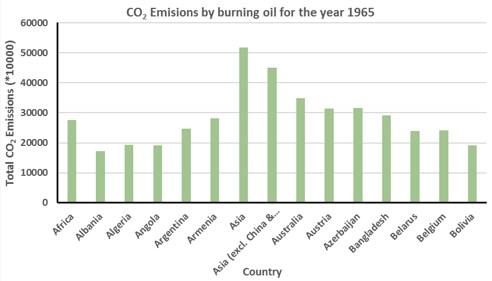 CO2 Emisions by burning oil for the year 1965
Total CO2 Emissions (*10000)
60000
50000
40000
30000
20000
10000
0
Africa
Albania
Algeria
Angola
Argentina
Armenia
Asia
Asia (excl. China &...
Australia
Austria
Azerbaijan
Bangladesh
Belarus
Belgium
Bolivia
Country